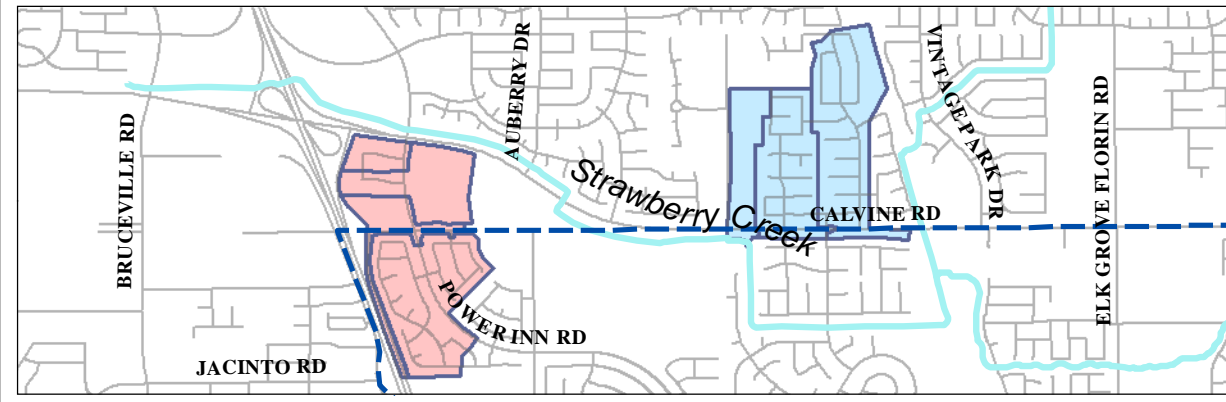 AUBERRY DR
VINTAGE PARK DR
BRUCEVILLE RD
ELK GROVE FLORIN RD
Strawberry Creek
CALVINE RD
POWER INN RD
JACINTO RD